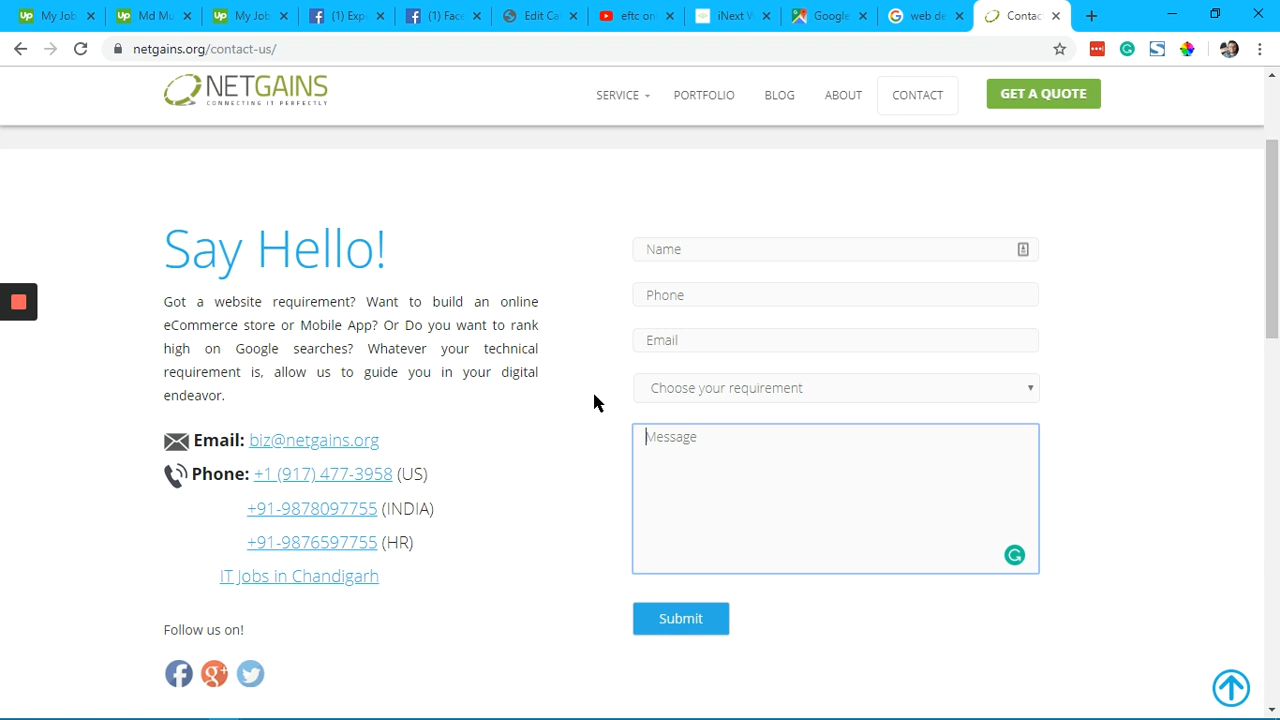 My Job
Md Mu
My Job
(1) Exp
(1) Face
Edit Ca
eftc on
iNext W
Google
web de
Contac
netgains.org/contact-us/
NETGAINS
CONNECTING IT PERFECTLY
SERVICE
PORTFOLIO
BLOG
ABOUT
CONTACT
GET A QUOTE
Say Hello!
Got a website requirement? Want to build an online
eCommerce store or Mobile App? Or Do you want to rank
high on Google searches? Whatever your technical
requirement is, allow us to guide you in your digital
endeavor.
Email: biz@netgains.org
Phone: +1 (917) 477-3958 (US)
+91-9878097755 (INDIA)
+91-9876597755 (HR)
IT Jobs in Chandigarh
Follow us on!
Name
Phone
Email
Choose your requirement
Message
Submit